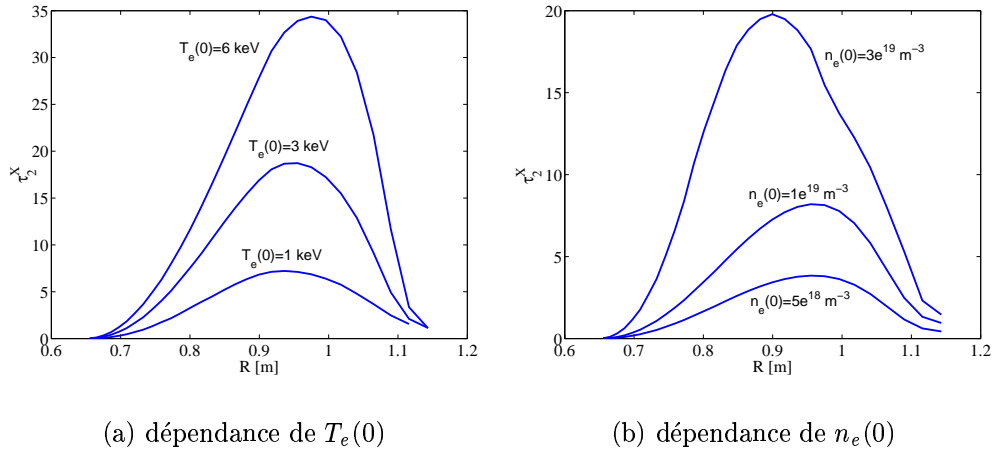 35
30
25
20
15
10
5
0
τ₂ˣ
T_e(0)=6 keV
T_e(0)=3 keV
T_e(0)=1 keV
0.6 0.7 0.8 0.9 1 1.1 1.2
R [m]
(a) dépendance de T_e(0)
20
15
10
5
0
τ₂ˣ
n_e(0)=3e¹⁹ m⁻³
n_e(0)=1e¹⁹ m⁻³
n_e(0)=5e¹⁸ m⁻³
0.6 0.7 0.8 0.9 1 1.1 1.2
R [m]
(b) dépendance de n_e(0)